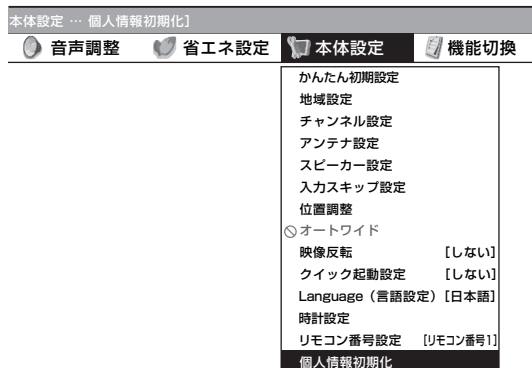 本体設定 … 個人情報初期化]
音声調整 省エネ設定 本体設定 機能切換
かんたん初期設定
地域設定
チャンネル設定
アンテナ設定
スピーカー設定
入力スキップ設定
位置調整
オートワイド
映像反転 [しない]
クイック起動設定 [しない]
Language（言語設定）[日本語]
時計設定
リモコン番号設定 [リモコン番号1]
個人情報初期化